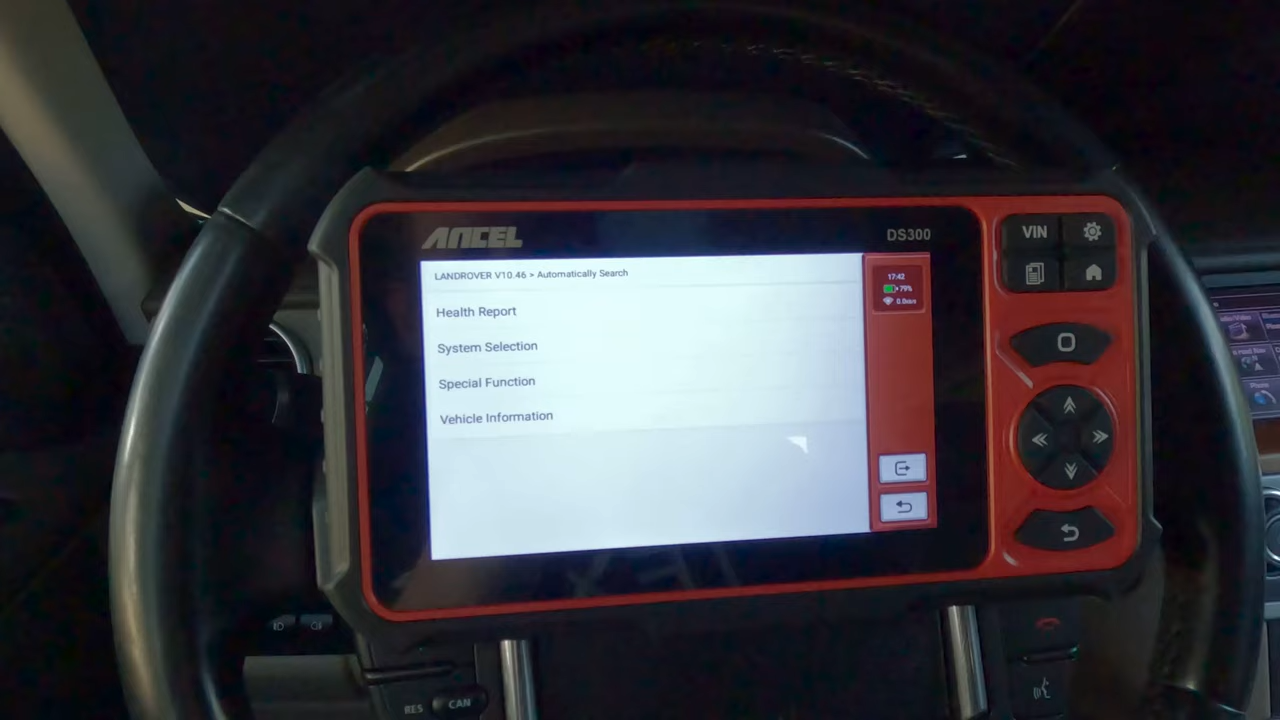 ANCEL
DS300
VIN
LANDROVER V10.46 > Automatically Search
17:42
79%
Health Report
System Selection
Special Function
Vehicle Information
RES
CAN